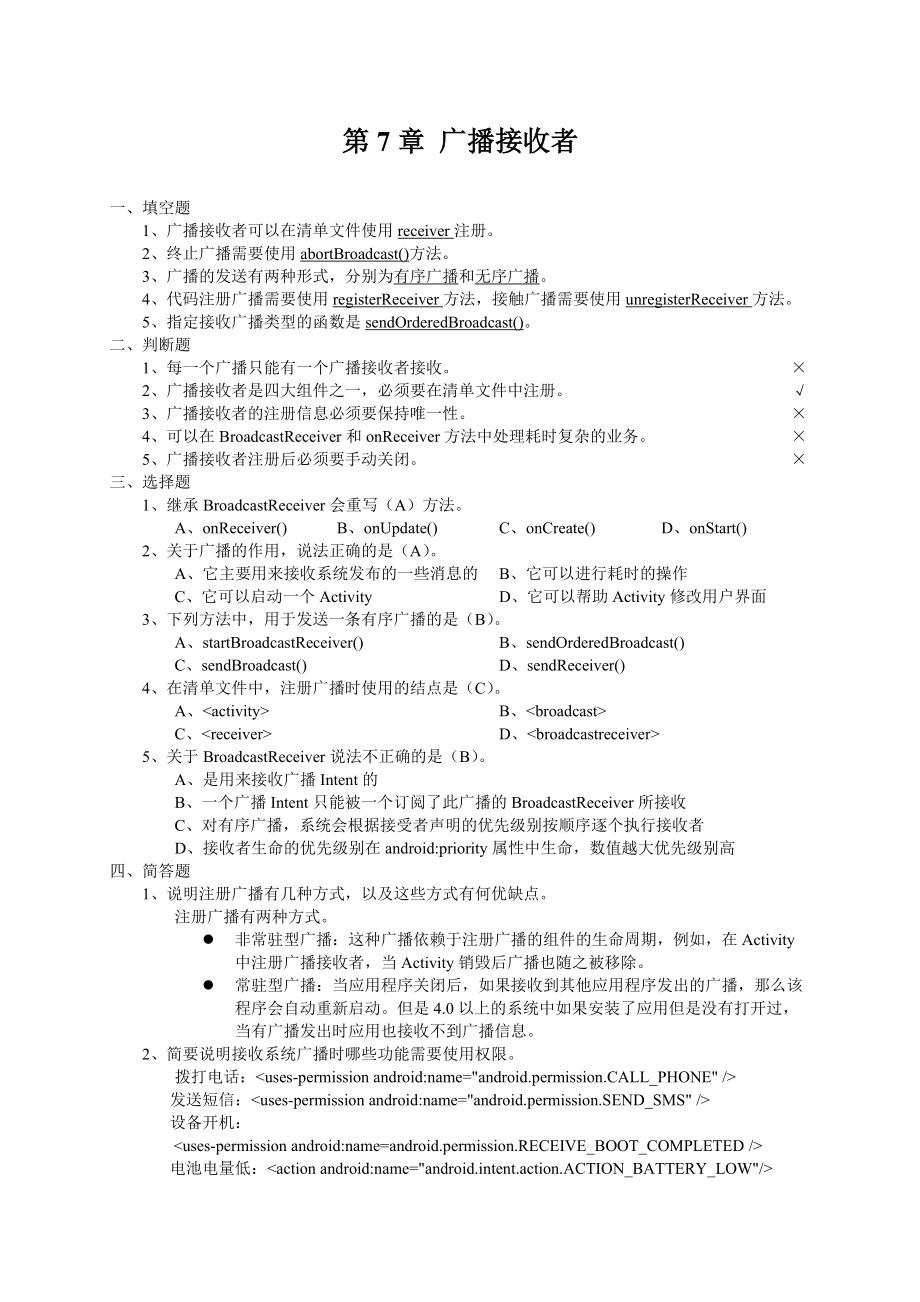 第 7 章 广播接收者
一、填空题
1、广播接收者可以在清单文件使用 receiver 注册。
2、终止广播需要使用 abortBroadcast()方法。
3、广播的发送有两种形式，分别为有序广播和无序广播。
4、代码注册广播需要使用 registerReceiver 方法，接触广播需要使用 unregisterReceiver 方法。
5、指定接收广播类型的函数是 sendOrderedBroadcast()。
二、判断题
1、每一个广播只能有一个广播接收者接收。 ×
2、广播接收者是四大组件之一，必须要在清单文件中注册。 √
3、广播接收者的注册信息必须要保持唯一性。 ×
4、可以在 BroadcastReceiver 和 onReceiver 方法中处理耗时复杂的业务。 ×
5、广播接收者注册后必须要手动关闭。 ×
三、选择题
1、继承 BroadcastReceiver 会重写（A）方法。
A、onReceiver() B、onUpdate() C、onCreate() D、onStart()
2、关于广播的作用，说法正确的是（A）。
A、它主要用来接收系统发布的一些消息的 B、它可以进行耗时的操作
C、它可以启动一个 Activity D、它可以帮助 Activity 修改用户界面
3、下列方法中，用于发送一条有序广播的是（B）。
A、startBroadcastReceiver() B、sendOrderedBroadcast()
C、sendBroadcast() D、sendReceiver()
4、在清单文件中，注册广播时使用的结点是（C）。
A、<activity> B、<broadcast>
C、<receiver> D、<broadcastreceiver>
5、关于 BroadcastReceiver 说法不正确的是（B）。
A、是用来接收广播 Intent 的
B、一个广播 Intent 只能被一个订阅了此广播的 BroadcastReceiver 所接收
C、对有序广播，系统会根据接受者声明的优先级别按顺序逐个执行接收者
D、接收者生命的优先级别在 android:priority 属性中生命，数值越大优先级别高
四、简答题
1、说明注册广播有几种方式，以及这些方式有何优缺点。
注册广播有两种方式。
● 非常驻型广播：这种广播依赖于注册广播的组件的生命周期，例如，在 Activity
中注册广播接收者，当 Activity 销毁后广播也随之被移除。
● 常驻型广播：当应用程序关闭后，如果接收到其他应用程序发出的广播，那么该
程序会自动重新启动。但是 4.0 以上的系统中如果安装了应用但是没有打开过，
当有广播发出时应用也接收不到广播信息。
2、简要说明接收系统广播时哪些功能需要使用权限。
拨打电话：<uses-permission android:name="android.permission.CALL_PHONE" />
发送短信：<uses-permission android:name="android.permission.SEND_SMS" />
设备开机：
<uses-permission android:name=android.permission.RECEIVE_BOOT_COMPLETED />
电池电量低：<action android:name="android.intent.action.ACTION_BATTERY_LOW"/>